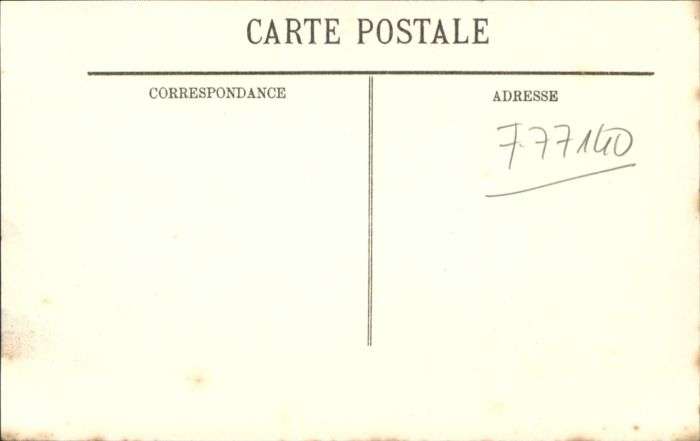 CARTE POSTALE
CORRESPONDANCE
ADRESSE
F77140